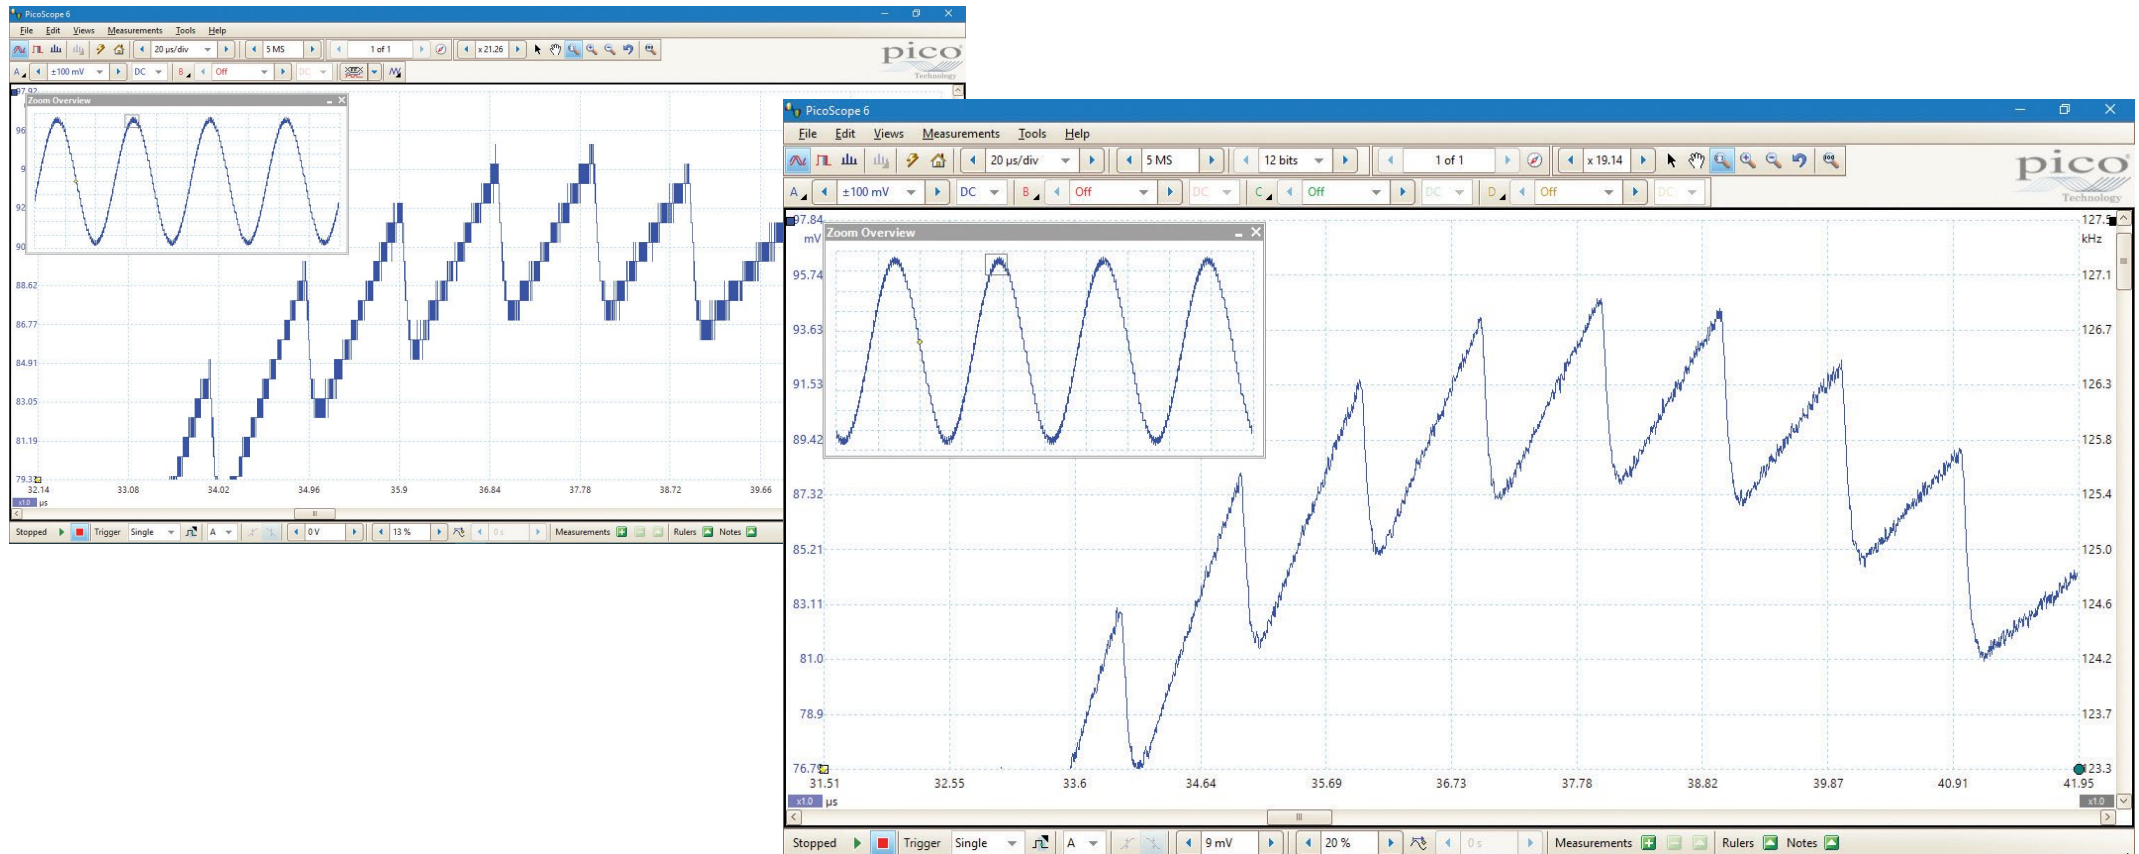 PicoScope 6
File Edit Views Measurements Tools Help
20 µs/div 5 MS 1 of 1 x 21.26
pico
Technology
A ±100 mV DC B Off DC
97.92
Zoom Overview
96
9
92
90
88.62
86.77
84.91
83.05
81.19
79.33
32.14 33.08 34.02 34.96 35.9 36.84 37.78 38.72 39.66
x1.0 µs
Stopped Trigger Single A 0 V 13 % 0 s Measurements Rulers Notes
PicoScope 6
File Edit Views Measurements Tools Help
20 µs/div 5 MS 12 bits 1 of 1 x 19.14
pico
Technology
A ±100 mV DC B Off DC C Off DC D Off DC
97.84 127.5
mV Zoom Overview kHz
95.74 127.1
93.63 126.7
91.53 126.3
89.42 125.8
87.32 125.4
85.21 125.0
83.11 124.6
81.0 124.2
78.9 123.7
76.79 123.3
31.51 32.55 33.6 34.64 35.69 36.73 37.78 38.82 39.87 40.91 41.95
x1.0 µs x1.0
Stopped Trigger Single A 9 mV 20 % 0 s Measurements Rulers Notes